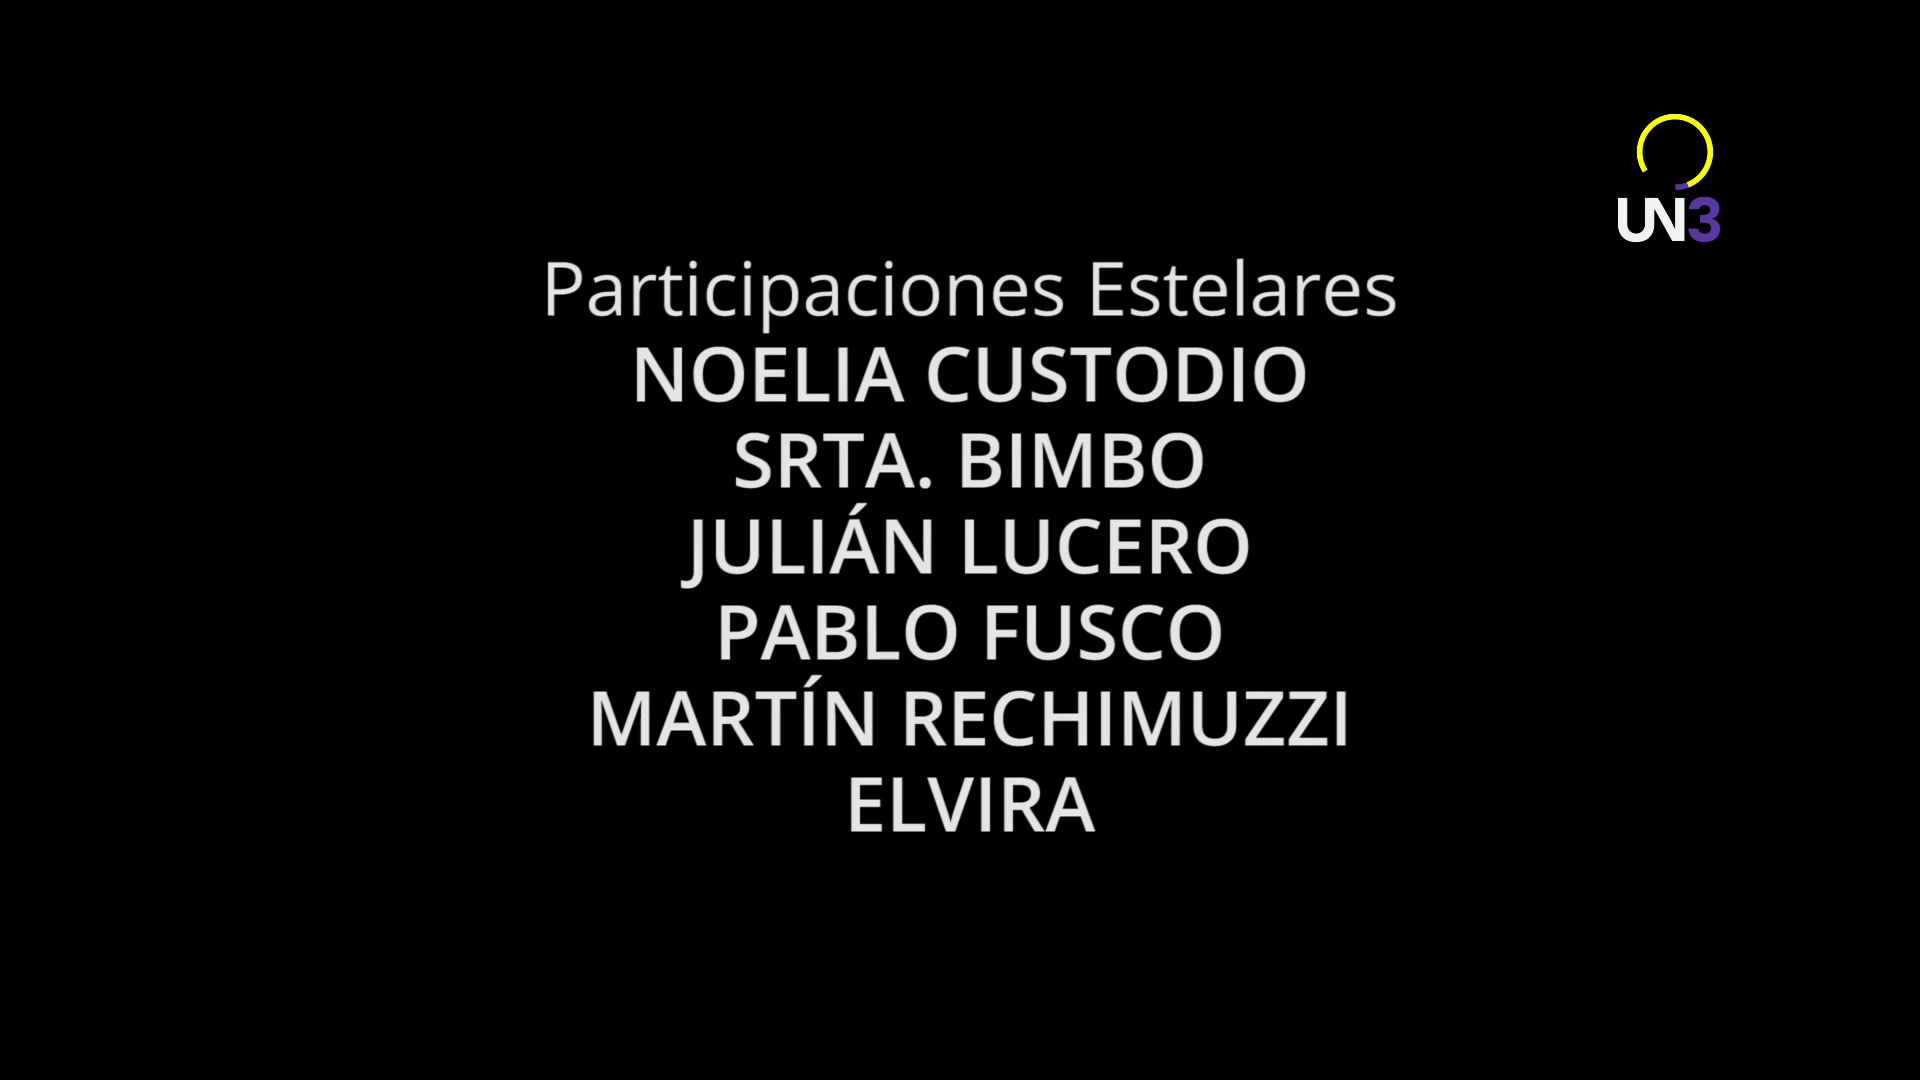 UN3
Participaciones Estelares
NOELIA CUSTODIO
SRTA. BIMBO
JULIÁN LUCERO
PABLO FUSCO
MARTÍN RECHIMUZZI
ELVIRA